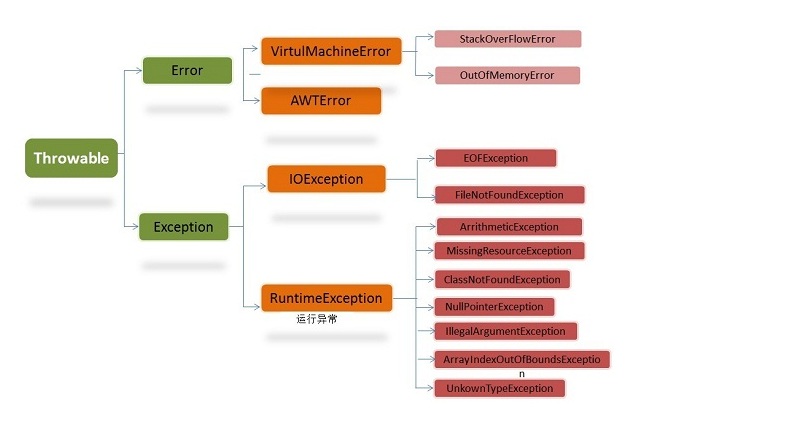 Throwable
Error
Exception
VirtulMachineError
AWTError
IOException
RuntimeException
运行异常
StackOverFlowError
OutOfMemoryError
EOFException
FileNotFoundException
ArrithmeticException
MissingResourceException
ClassNotFoundException
NullPointerException
IllegalArgumentException
ArrayIndexOutOfBoundsExceptio
n
UnkownTypeException